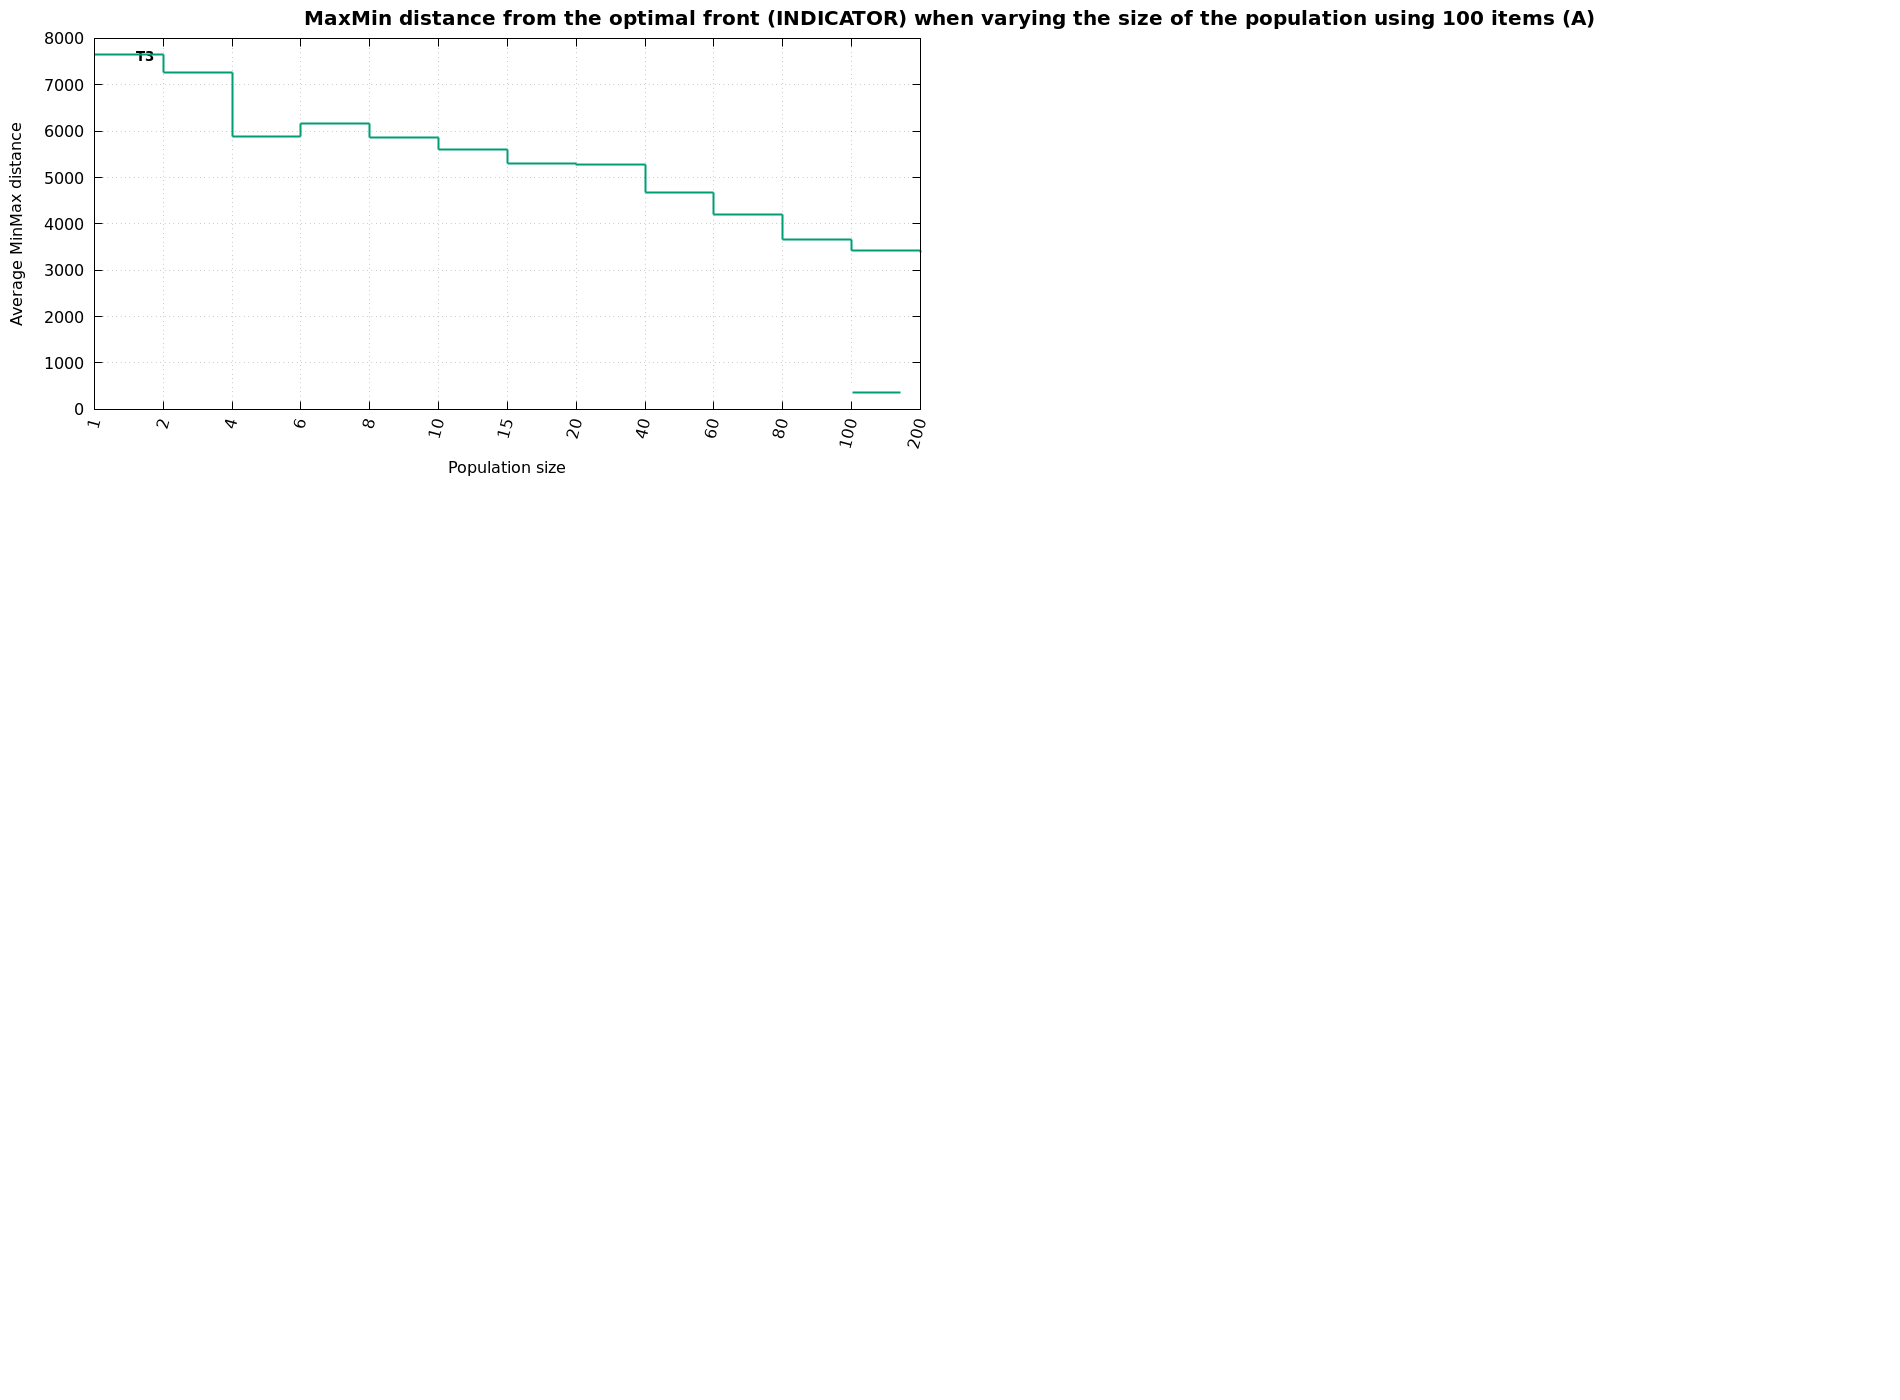 MaxMin distance from the optimal front (INDICATOR) when varying the size of the population using 100 items (A)
8000
7000
6000
5000
4000
3000
2000
1000
0
Average MinMax distance
T3
1 2 4 6 8 10 15 20 40 60 80 100 200
Population size